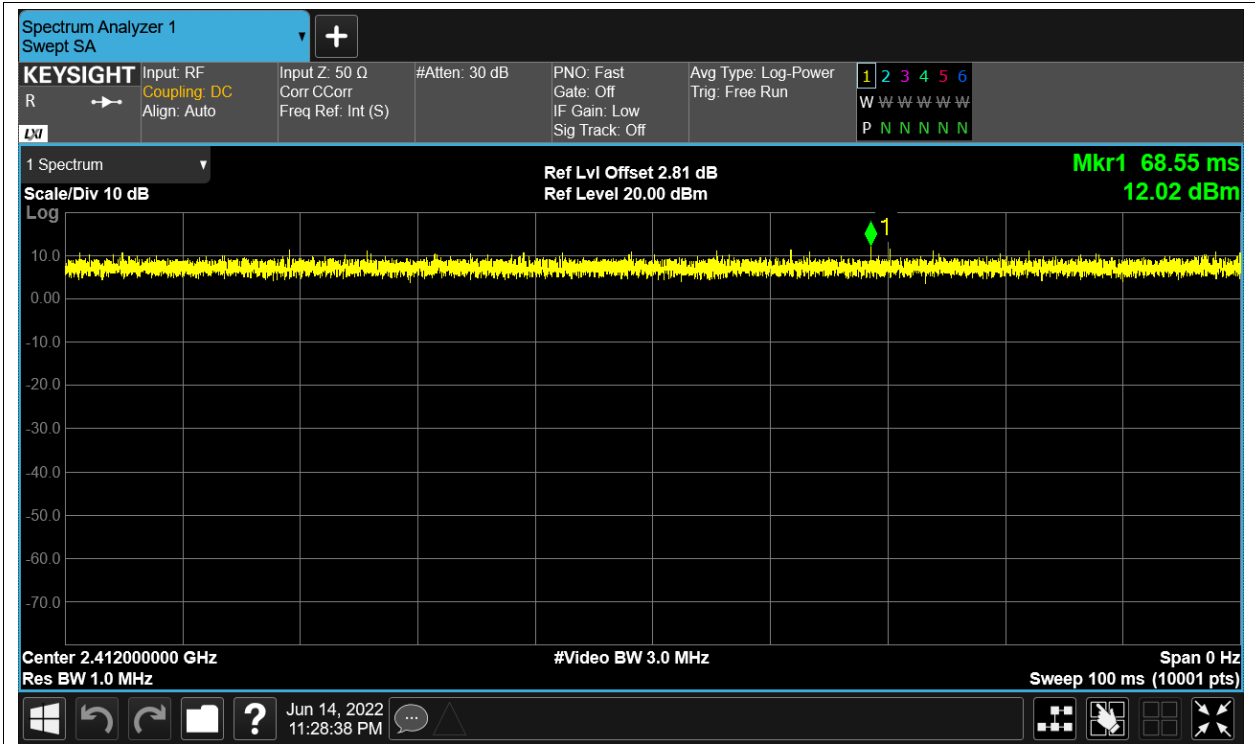 Spectrum Analyzer 1
Swept SA
KEYSIGHT
R
LXI
Input: RF
Coupling: DC
Align: Auto
Input Z: 50 Ω
Corr CCorr
Freq Ref: Int (S)
#Atten: 30 dB
PNO: Fast
Gate: Off
IF Gain: Low
Sig Track: Off
Avg Type: Log-Power
Trig: Free Run
1 2 3 4 5 6
W W W W W W
P N N N N N
1 Spectrum
Scale/Div 10 dB
Log
Ref Lvl Offset 2.81 dB
Ref Level 20.00 dBm
Mkr1 68.55 ms
12.02 dBm
1
10.0
0.00
-10.0
-20.0
-30.0
-40.0
-50.0
-60.0
-70.0
Center 2.412000000 GHz
#Video BW 3.0 MHz
Span 0 Hz
Res BW 1.0 MHz
Sweep 100 ms (10001 pts)
?
Jun 14, 2022
11:28:38 PM